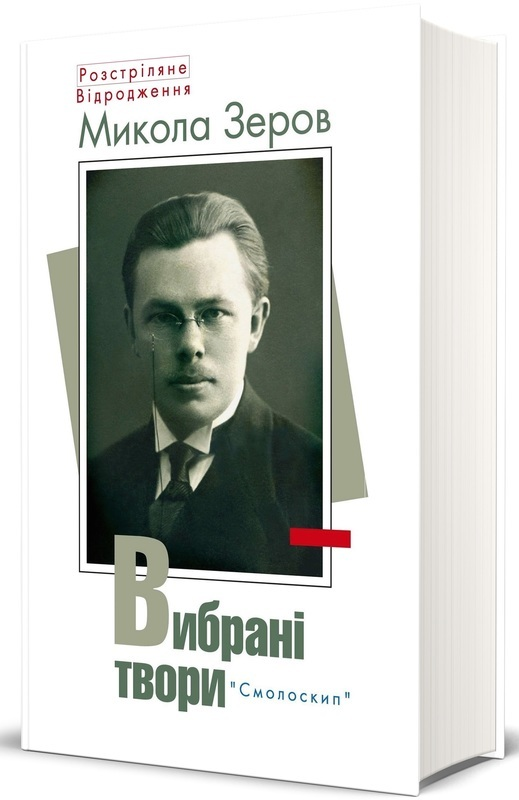 Розстріляне
Відродження
Микола Зеров
Вибрані
твори
"Смолоскип"